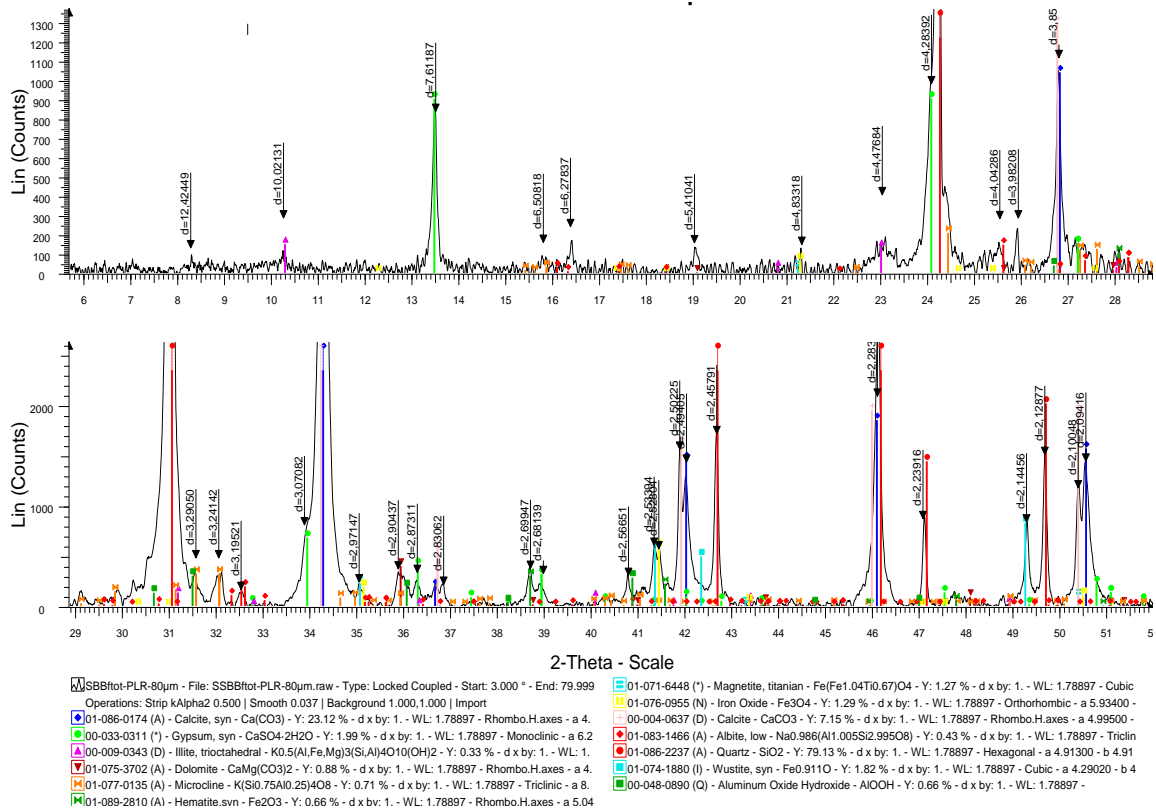 Lin (Counts)
1300
1200
1100
1000
900
800
700
600
500
400
300
200
100
0
d=12,42449
d=10,02131
d=7,61187
d=6,50818
d=6,27837
d=5,41041
d=4,83318
d=4,47684
d=4,28392
d=4,04286
d=3,98208
d=3,85
6 7 8 9 10 11 12 13 14 15 16 17 18 19 20 21 22 23 24 25 26 27 28
Lin (Counts)
2000
1000
0
d=3,29050
d=3,24142
d=3,19521
d=3,07082
d=2,97147
d=2,90437
d=2,87311
d=2,83062
d=2,69947
d=2,68139
d=2,56651
d=2,53394
d=2,50225
d=2,49405
d=2,45791
d=2,283
d=2,23916
d=2,14456
d=2,12877
d=2,10048
d=2,09416
29 30 31 32 33 34 35 36 37 38 39 40 41 42 43 44 45 46 47 48 49 50 51 5
2-Theta - Scale
SBBftot-PLR-80µm - File: SSBBftot-PLR-80µm.raw - Type: Locked Coupled - Start: 3.000 ° - End: 79.999
Operations: Strip kAlpha2 0.500 | Smooth 0.037 | Background 1.000,1.000 | Import
01-086-0174 (A) - Calcite, syn - Ca(CO3) - Y: 23.12 % - d x by: 1. - WL: 1.78897 - Rhombo.H.axes - a 4.
00-033-0311 (*) - Gypsum, syn - CaSO4·2H2O - Y: 1.99 % - d x by: 1. - WL: 1.78897 - Monoclinic - a 6.2
00-009-0343 (D) - Illite, trioctahedral - K0.5(Al,Fe,Mg)3(Si,Al)4O10(OH)2 - Y: 0.33 % - d x by: 1. - WL: 1.
01-075-3702 (A) - Dolomite - CaMg(CO3)2 - Y: 0.88 % - d x by: 1. - WL: 1.78897 - Rhombo.H.axes - a 4.
01-077-0135 (A) - Microcline - K(Si0.75Al0.25)4O8 - Y: 0.71 % - d x by: 1. - WL: 1.78897 - Triclinic - a 8.
01-089-2810 (A) - Hematite,syn - Fe2O3 - Y: 0.66 % - d x by: 1. - WL: 1.78897 - Rhombo.H.axes - a 5.04
01-071-6448 (*) - Magnetite, titanian - Fe(Fe1.04Ti0.67)O4 - Y: 1.27 % - d x by: 1. - WL: 1.78897 - Cubic
01-076-0955 (N) - Iron Oxide - Fe3O4 - Y: 1.29 % - d x by: 1. - WL: 1.78897 - Orthorhombic - a 5.93400 -
00-004-0637 (D) - Calcite - CaCO3 - Y: 7.15 % - d x by: 1. - WL: 1.78897 - Rhombo.H.axes - a 4.99500 -
01-083-1466 (A) - Albite, low - Na0.986(Al1.005Si2.995O8) - Y: 0.43 % - d x by: 1. - WL: 1.78897 - Triclin
01-086-2237 (A) - Quartz - SiO2 - Y: 79.13 % - d x by: 1. - WL: 1.78897 - Hexagonal - a 4.91300 - b 4.91
01-074-1880 (I) - Wustite, syn - Fe0.911O - Y: 1.82 % - d x by: 1. - WL: 1.78897 - Cubic - a 4.29020 - b 4
00-048-0890 (Q) - Aluminum Oxide Hydroxide - AlOOH - Y: 0.66 % - d x by: 1. - WL: 1.78897 -